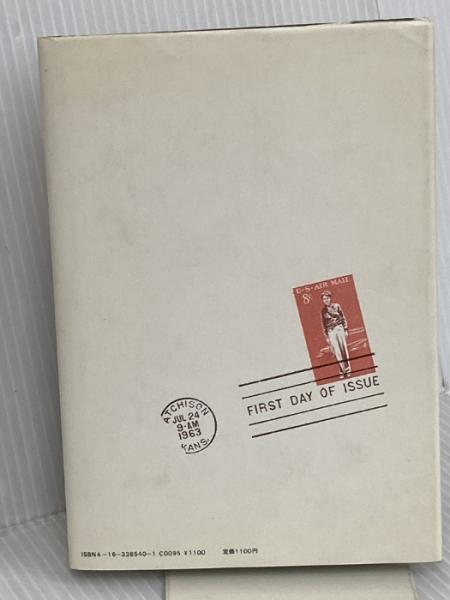 U·S·AIR MAIL
8¢
FIRST DAY OF ISSUE
ATCHISON
JUL 24
9-AM
1963
KANS.
ISBN4-16-338540-1 C0095 ¥1100 定価1100円